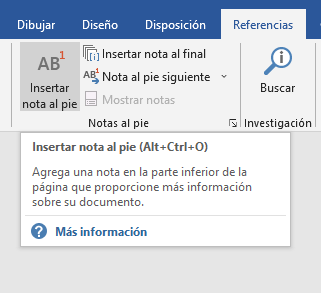 Dibujar Diseño Disposición Referencias
AB1 Insertar nota al final
Insertar
nota al pie
AB1 Nota al pie siguiente
Mostrar notas
Buscar
Notas al pie Investigación
Insertar nota al pie (Alt+Ctrl+O)
Agrega una nota en la parte inferior de la
página que proporcione más información
sobre su documento.
? Más información